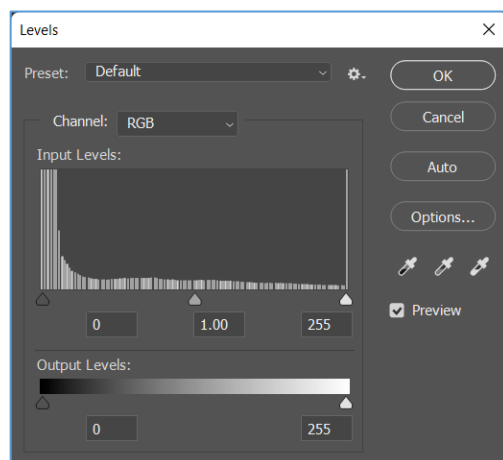 Levels
Preset: Default
OK
Channel: RGB
Cancel
Input Levels:
Auto
Options...
Preview
0 1.00 255
Output Levels:
0 255